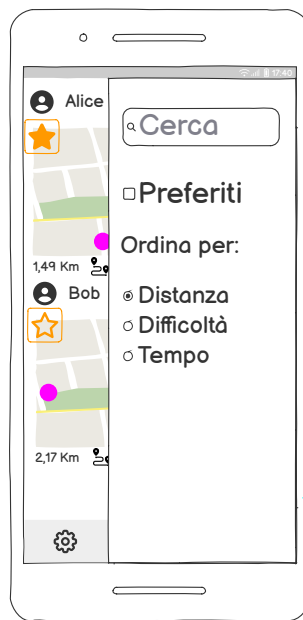 17:40
Alice
Cerca
Preferiti
Ordina per:
1,49 Km
Bob
Distanza
Difficoltà
Tempo
2,17 Km